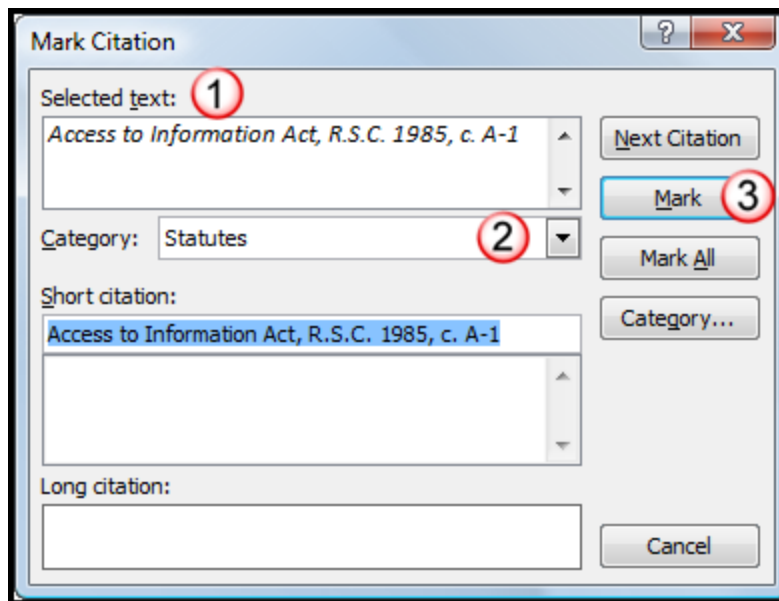 Mark Citation
?
X
Selected text:
1
Access to Information Act, R.S.C. 1985, c. A-1
Next Citation
Mark
3
Category:
Statutes
2
Mark All
Short citation:
Category...
Access to Information Act, R.S.C. 1985, c. A-1
Long citation:
Cancel